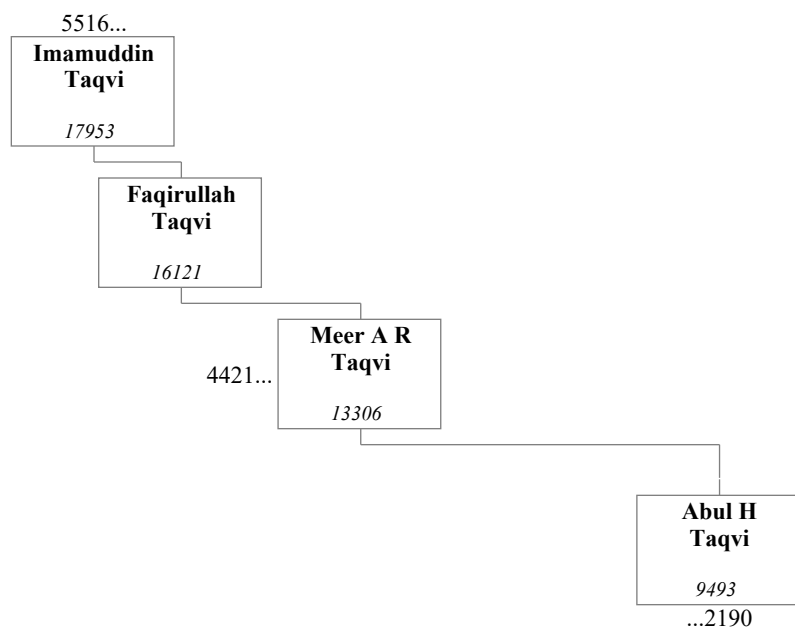 5516...
Imamuddin
Taqvi
17953
Faqirullah
Taqvi
16121
Meer A R
Taqvi
4421...
13306
Abul H
Taqvi
9493
...2190